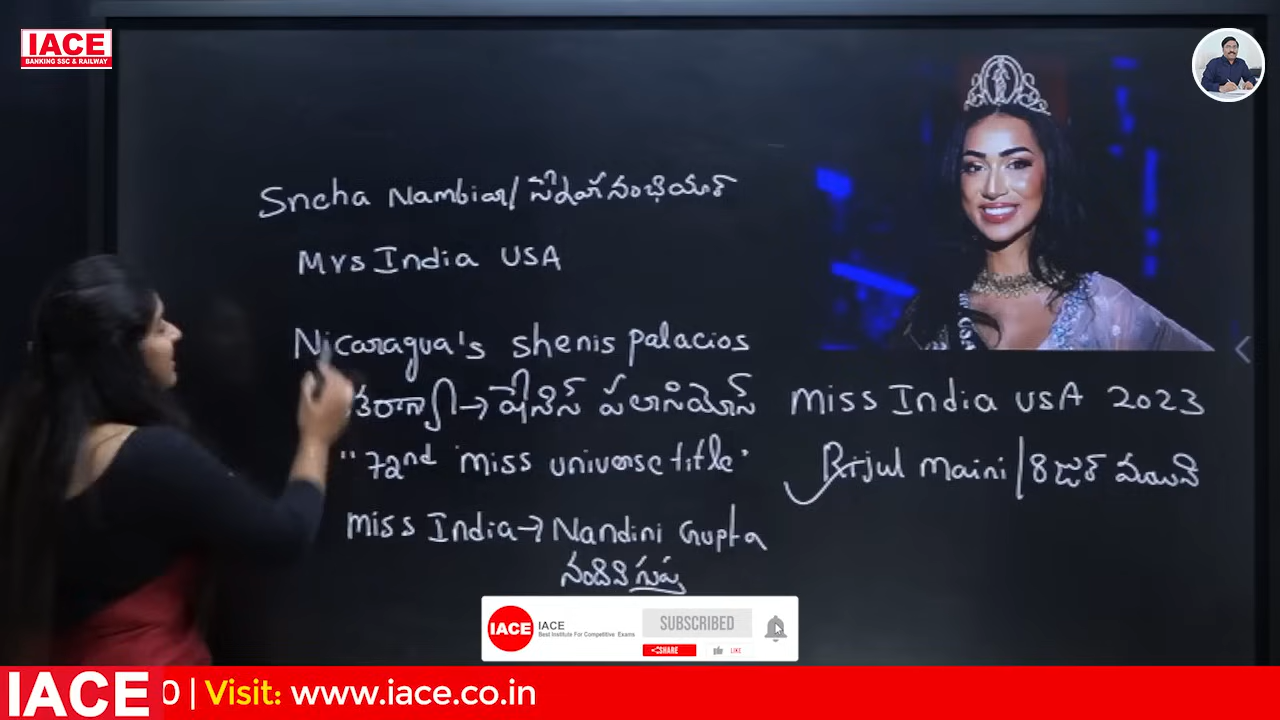 IACE
BANKING SSC & RAILWAY
Sneha Nambiar/ స్నేహా నంబియార్
Mrs India USA
Nicaragua's shenis palacios
→ షేనిస్ పలాసియోస్
"72nd miss universe title"
miss India → Nandini Gupta
నందిని గుప్త
miss India USA 2023
Rijul Maini/రిజుల్ మైని
IACE
IACE
Best Institute For Competitive Exams
SUBSCRIBED
SHARE
LIKE
IACE 0 | Visit: www.iace.co.in